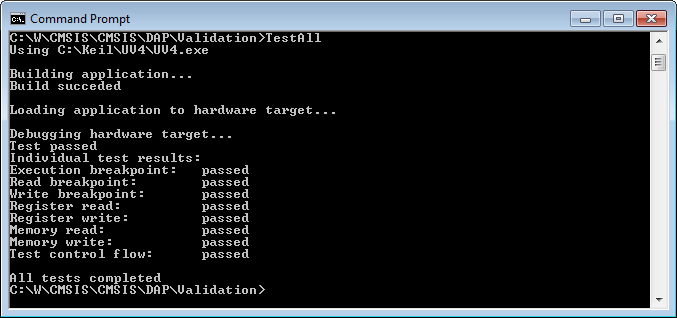 Command Prompt
C:\W\CMSIS\CMSIS\DAP\Validation>TestAll
Using C:\Keil\UV4\UV4.exe
Building application...
Build succeded
Loading application to hardware target...
Debugging hardware target...
Test passed
Individual test results:
Execution breakpoint: passed
Read breakpoint: passed
Write breakpoint: passed
Register read: passed
Register write: passed
Memory read: passed
Memory write: passed
Test control flow: passed
All tests completed
C:\W\CMSIS\CMSIS\DAP\Validation>